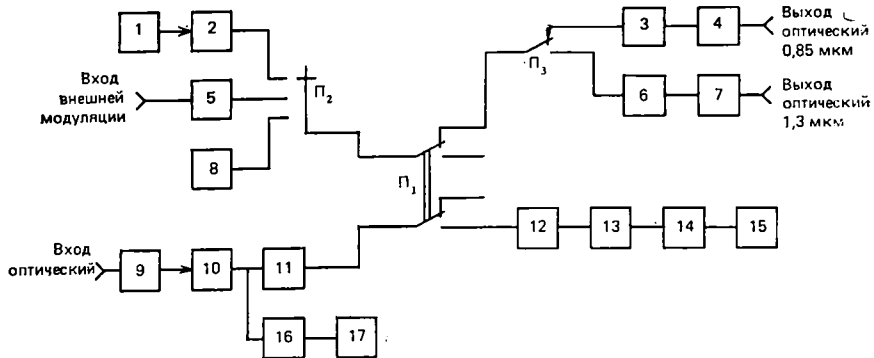 1
2
3
4
Выход
оптический
0,85 мкм
П3
Вход
внешней
модуляции
5
П2
6
7
Выход
оптический
1,3 мкм
8
П1
12
13
14
15
Вход
оптический
9
10
11
16
17